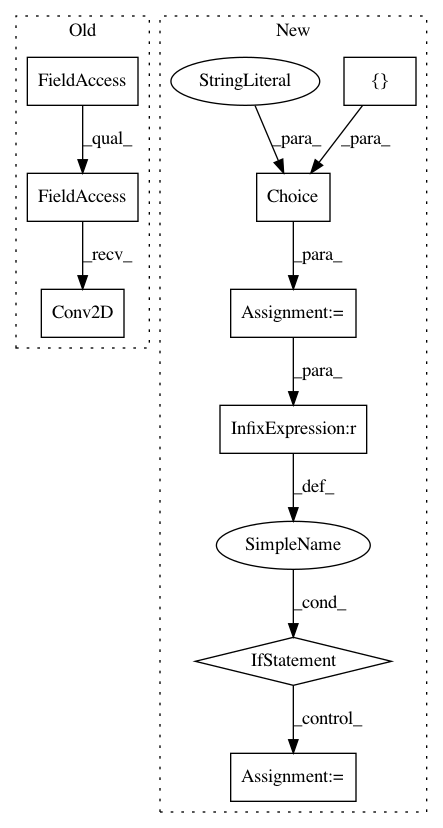 Old
New
FieldAccess
StringLiteral
{}
_qual_
_para_
_para_
FieldAccess
Choice
_recv_
_para_
Conv2D
Assignment:=
_para_
InfixExpression:r
_def_
SimpleName
_cond_
IfStatement
_control_
Assignment:=